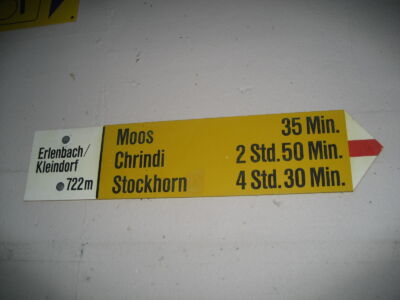 Erlenbach/
Kleindorf
722m
Moos 35 Min.
Chrindi 2 Std. 50 Min.
Stockhorn 4 Std. 30 Min.